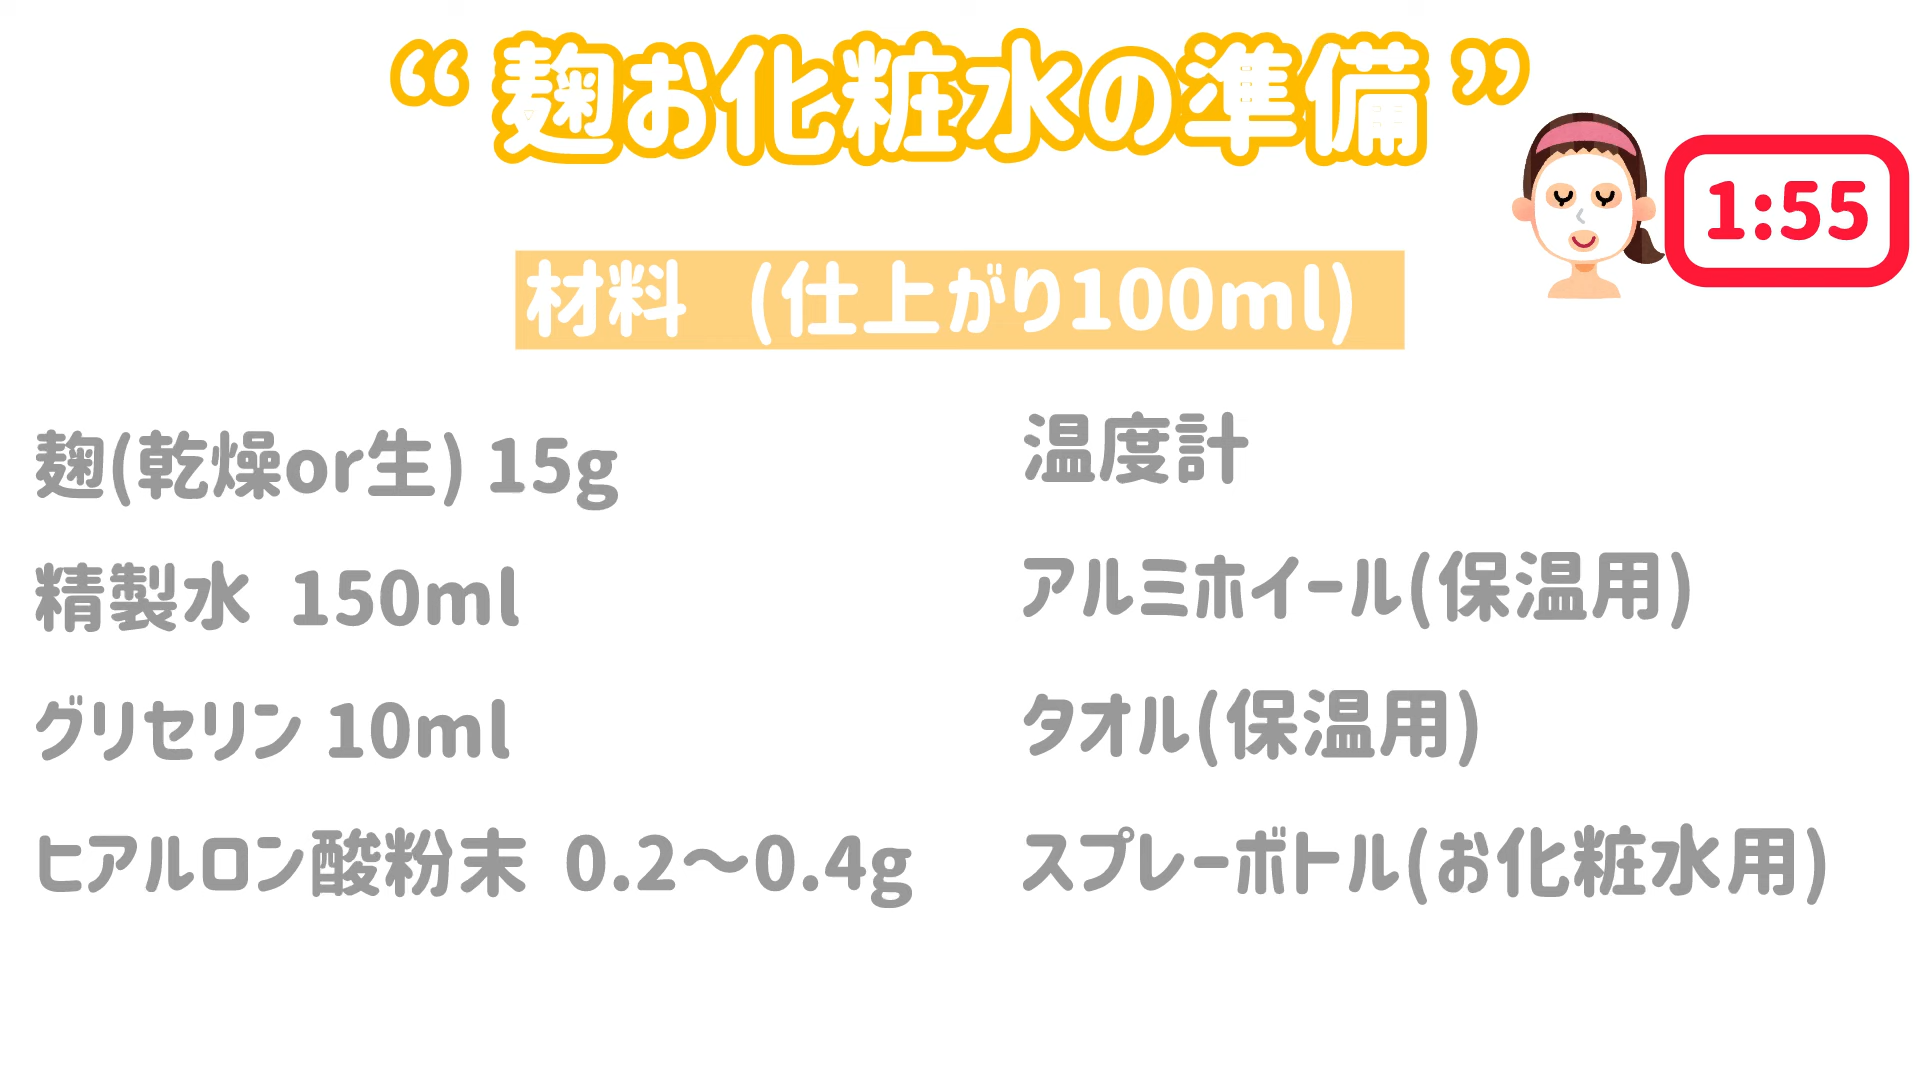 “麹お化粧水の準備”
1:55
材料 (仕上がり100ml)
麹(乾燥or生) 15g
精製水 150ml
グリセリン 10ml
ヒアルロン酸粉末 0.2〜0.4g
温度計
アルミホイール(保温用)
タオル(保温用)
スプレーボトル(お化粧水用)